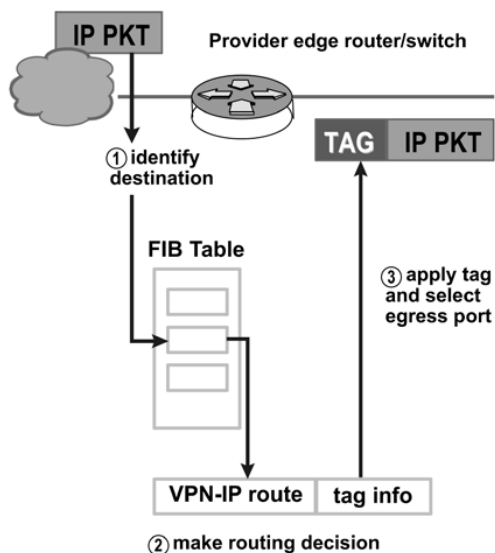 IP PKT
Provider edge router/switch
TAG IP PKT
① identify
destination
FIB Table
③ apply tag
and select
egress port
VPN-IP route tag info
② make routing decision